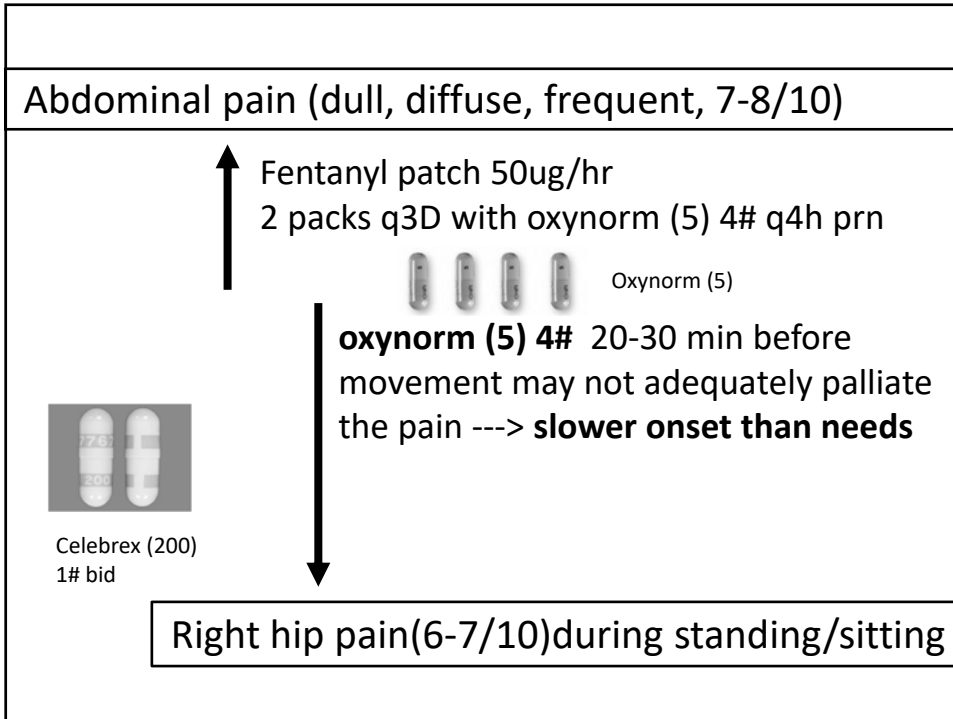 Abdominal pain (dull, diffuse, frequent, 7-8/10)
Fentanyl patch 50ug/hr
2 packs q3D with oxynorm (5) 4# q4h prn
Oxynorm (5)
oxynorm (5) 4# 20-30 min before
movement may not adequately palliate
the pain ---> slower onset than needs
7767
200
Celebrex (200)
1# bid
Right hip pain(6-7/10)during standing/sitting